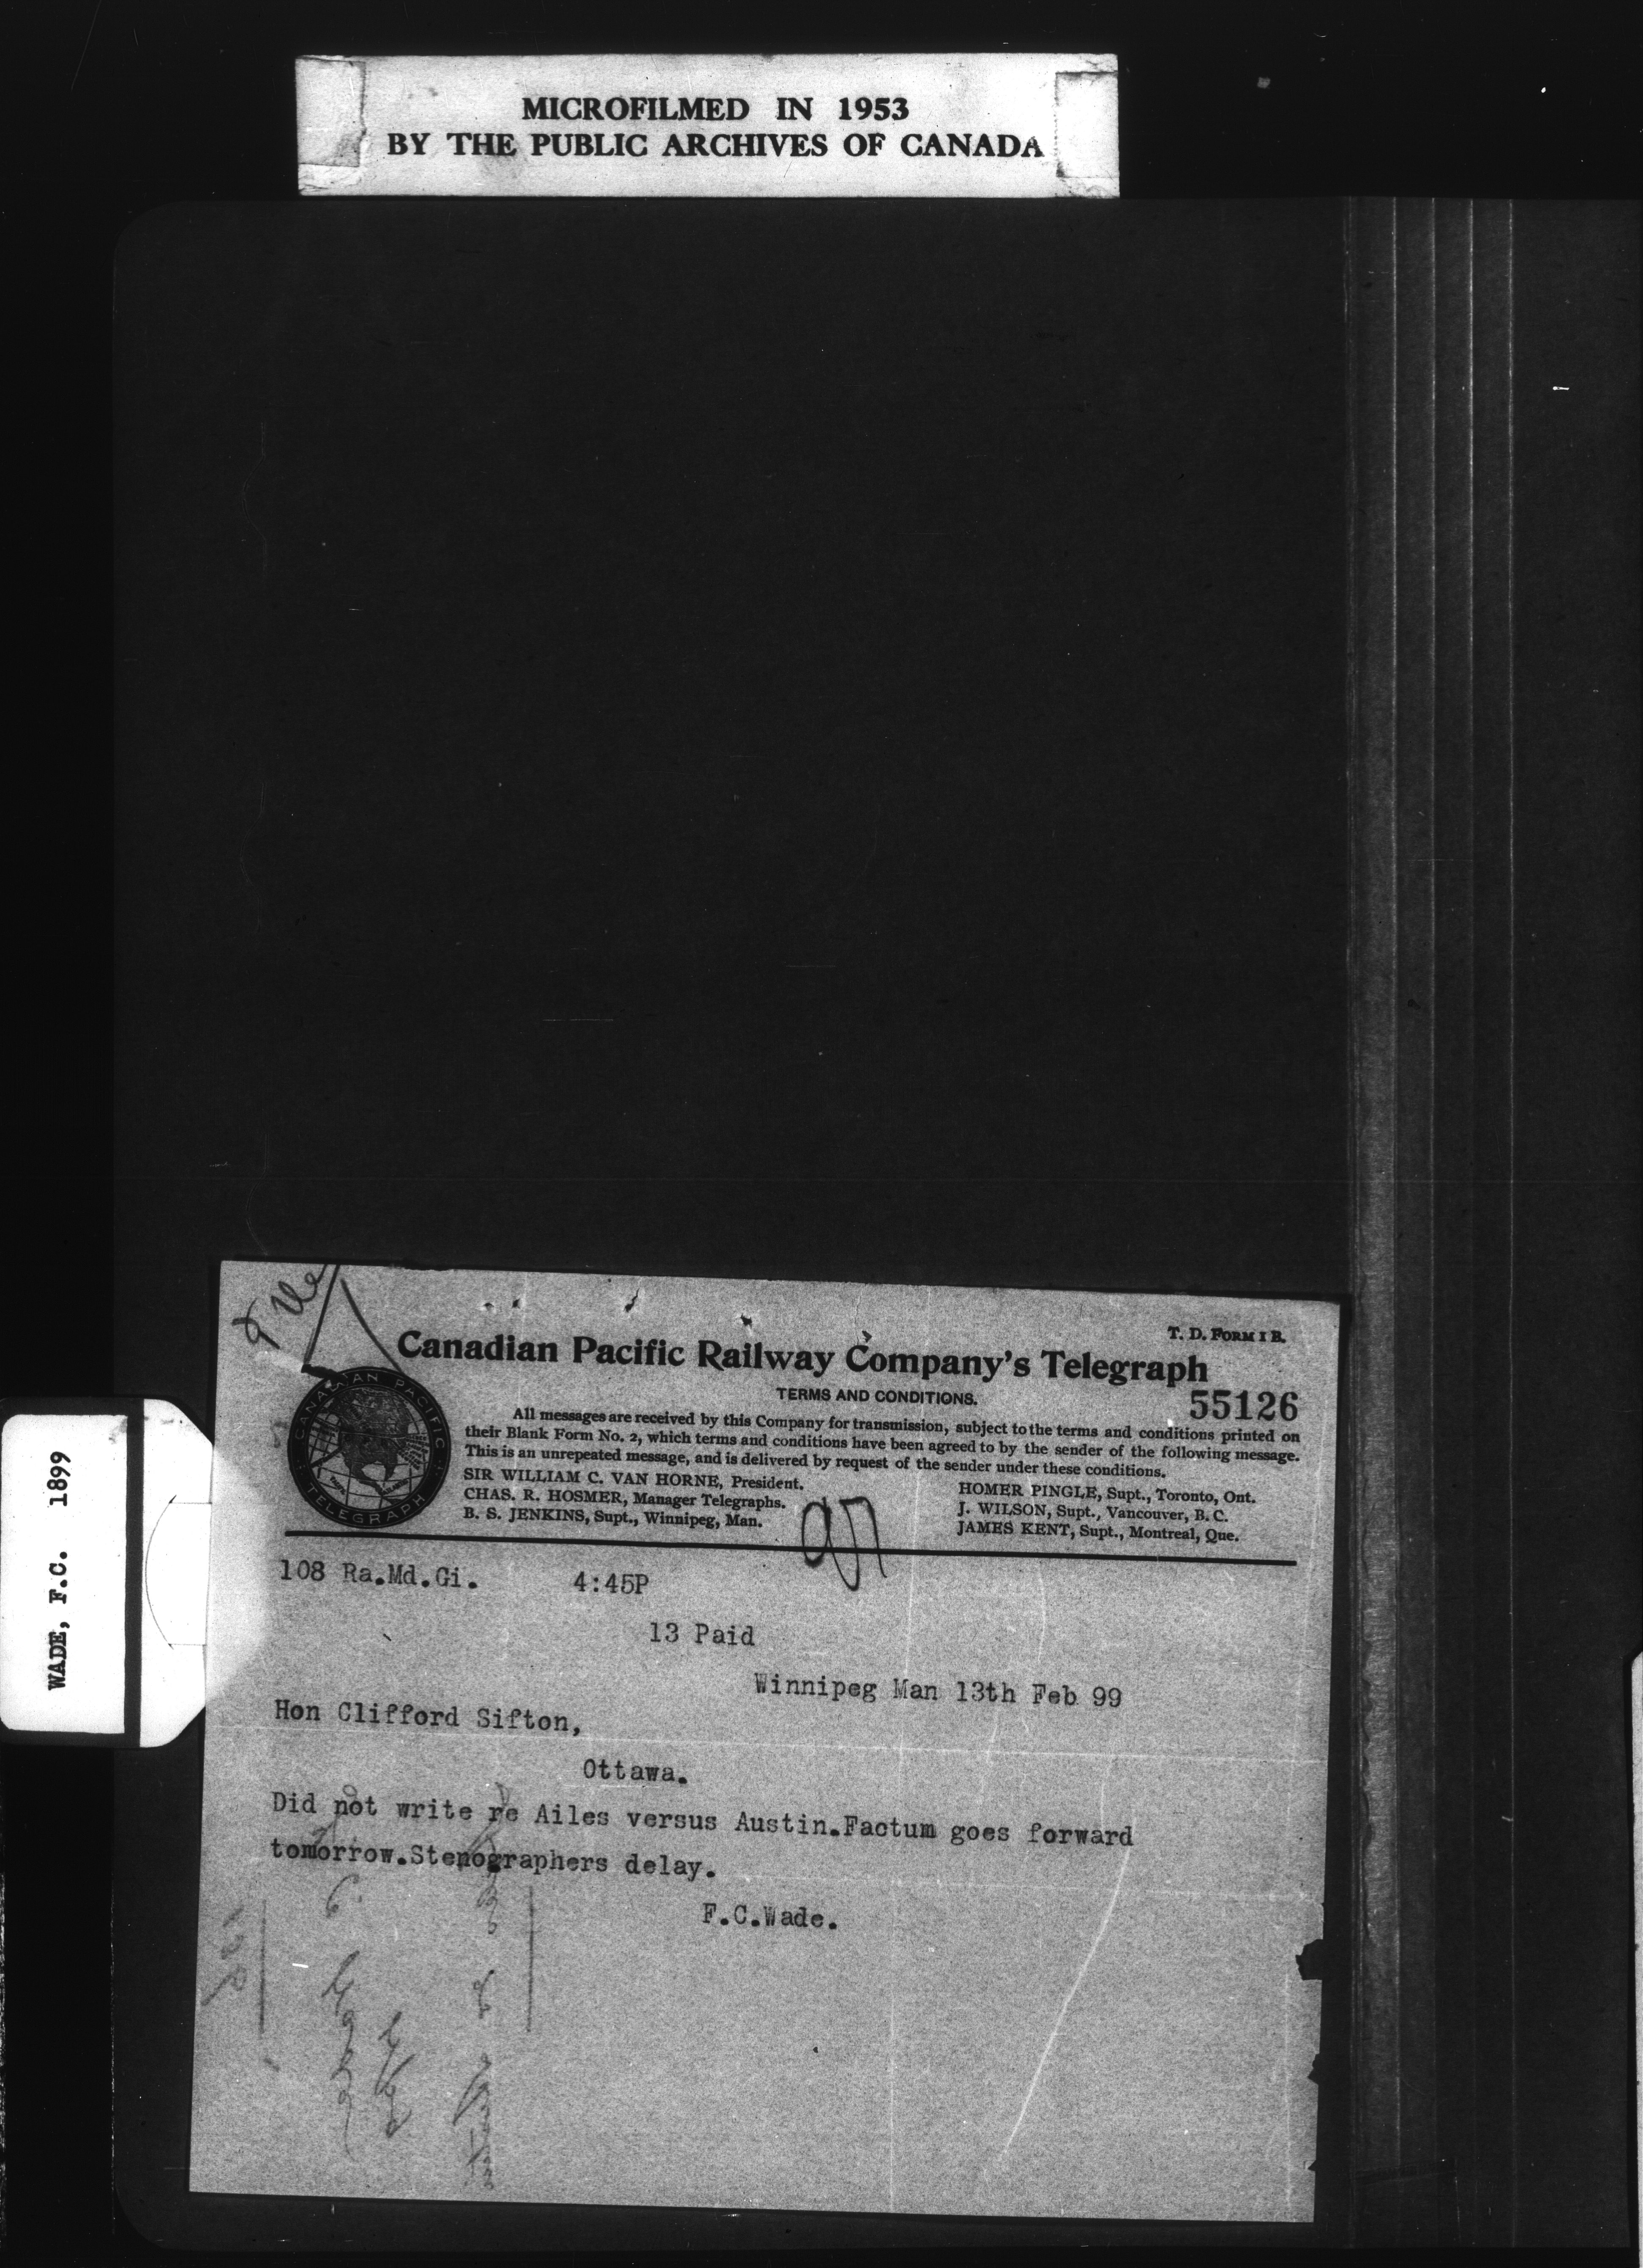 MICROFILMED IN 1953
BY THE PUBLIC ARCHIVES OF CANADA
WADE, F.C. 1899
File
T. D. FORM 1 B.
Canadian Pacific Railway Company's Telegraph
TERMS AND CONDITIONS.
55126
CANADIAN PACIFIC
TELEGRAPH
All messages are received by this Company for transmission, subject to the terms and conditions printed on
their Blank Form No. 2, which terms and conditions have been agreed to by the sender of the following message.
This is an unrepeated message, and is delivered by request of the sender under these conditions.
SIR WILLIAM C. VAN HORNE, President.
CHAS. R. HOSMER, Manager Telegraphs.
B. S. JENKINS, Supt., Winnipeg, Man.
HOMER PINGLE, Supt., Toronto, Ont.
J. WILSON, Supt., Vancouver, B. C.
JAMES KENT, Supt., Montreal, Que.
108 Ra.Md.Gi. 4:45P
13 Paid
Winnipeg Man 13th Feb 99
Hon Clifford Sifton,
Ottawa.
Did not write re Ailes versus Austin.Factum goes forward
tomorrow.Stenographers delay.
F.C.Wade.